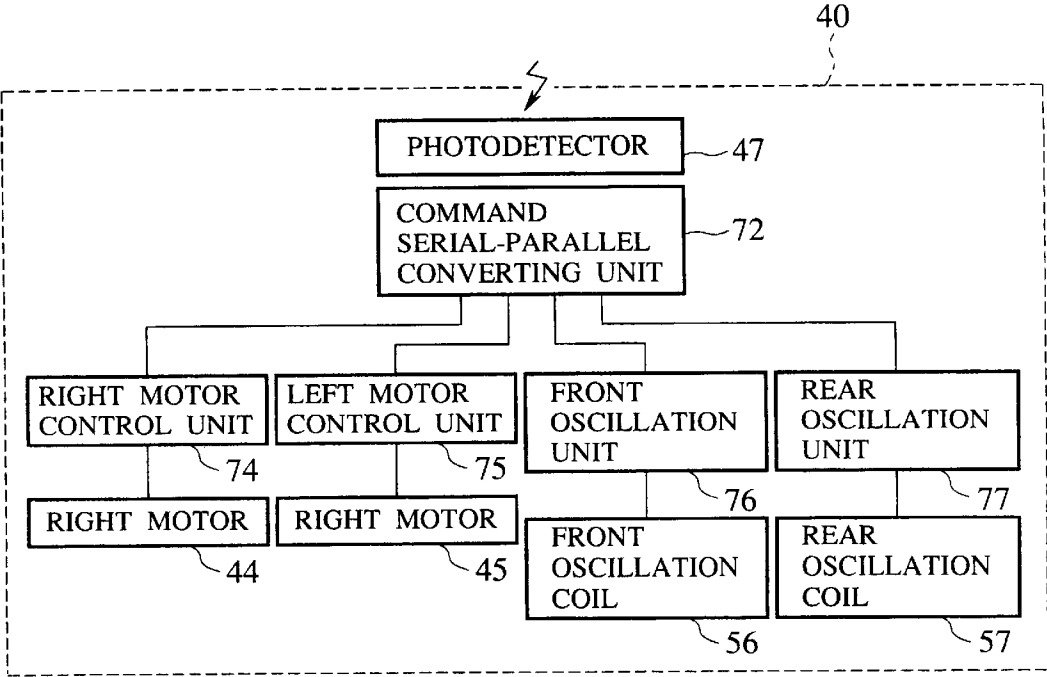 40
PHOTODETECTOR
47
COMMAND
SERIAL-PARALLEL
CONVERTING UNIT
72
RIGHT MOTOR
CONTROL UNIT
74
LEFT MOTOR
CONTROL UNIT
75
FRONT
OSCILLATION
UNIT
76
REAR
OSCILLATION
UNIT
77
RIGHT MOTOR
44
RIGHT MOTOR
45
FRONT
OSCILLATION
COIL
56
REAR
OSCILLATION
COIL
57